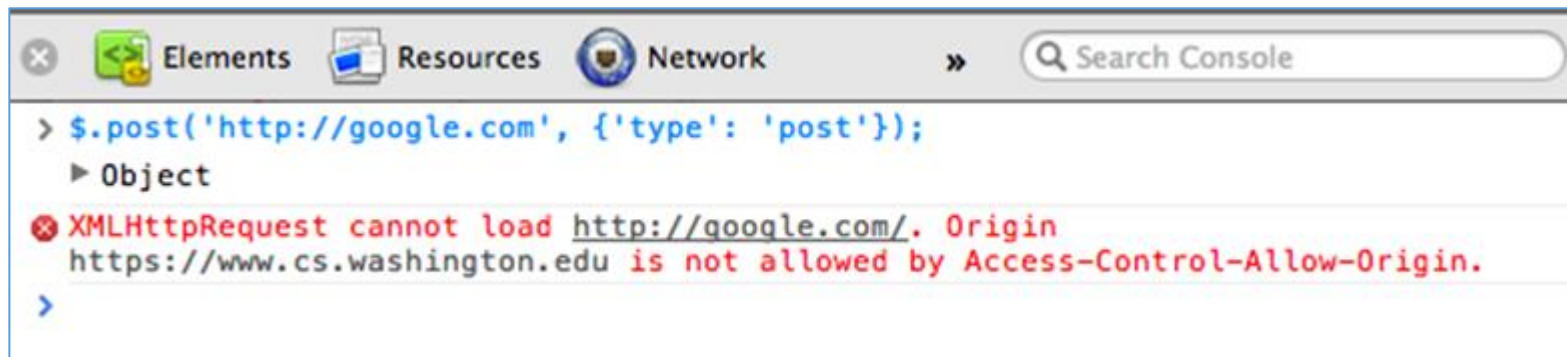 Elements Resources Network » Search Console
> $.post('http://google.com', {'type': 'post'});
▶ Object
XMLHttpRequest cannot load http://google.com/. Origin
https://www.cs.washington.edu is not allowed by Access-Control-Allow-Origin.
>